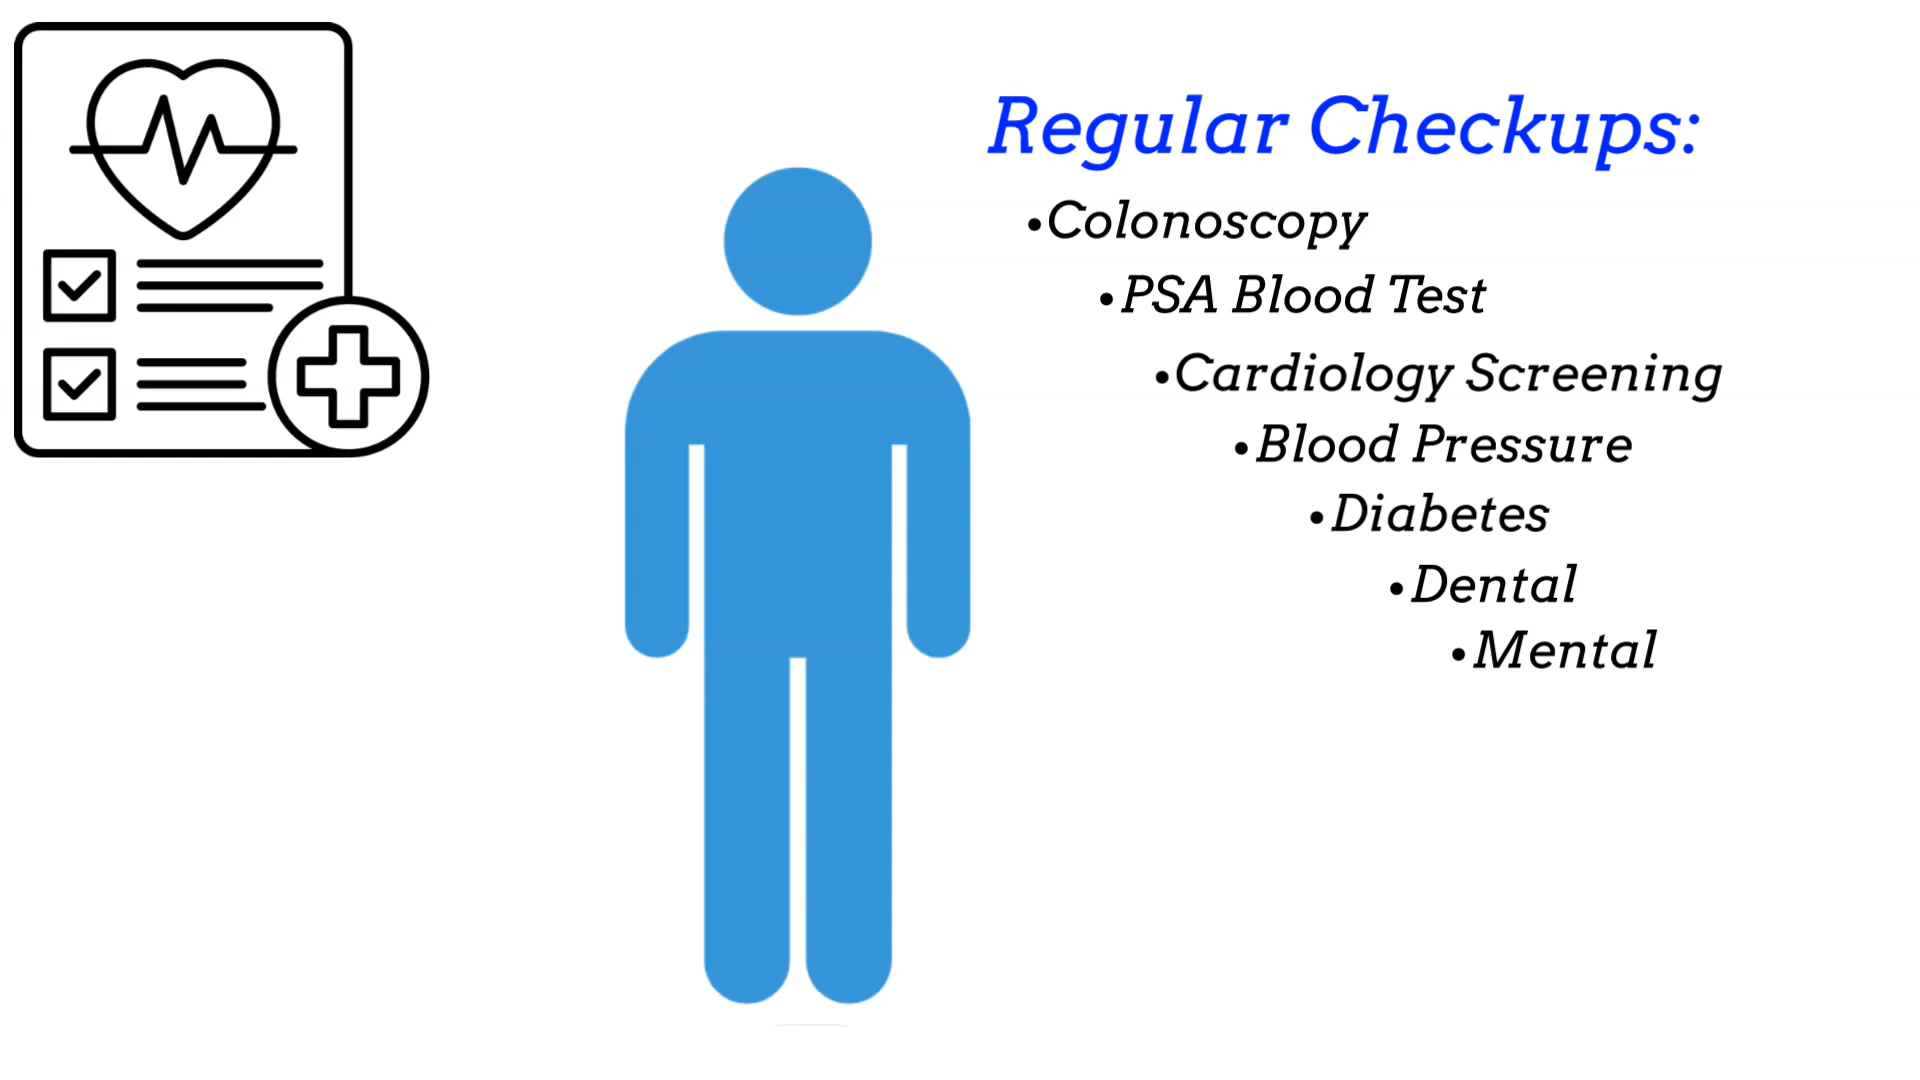 Regular Checkups:
•Colonoscopy
•PSA Blood Test
•Cardiology Screening
•Blood Pressure
•Diabetes
•Dental
•Mental